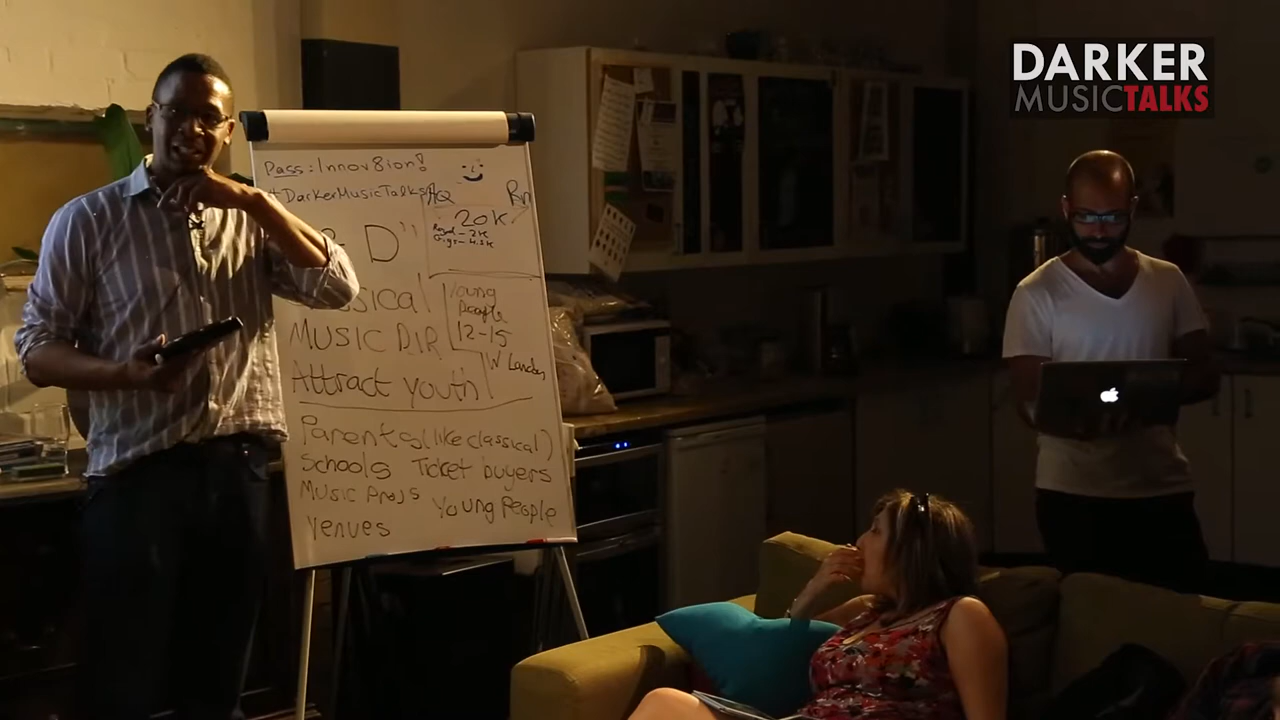 DARKER
MUSICTALKS
Pass: Innov8ion!
#DarkerMusicTalks
20K
& D"
Classical
MUSIC DIR
Attract youth
Young
People
12-15
W London
Parents (like classical)
Schools Ticket buyers
Music Projs Young People
Venues